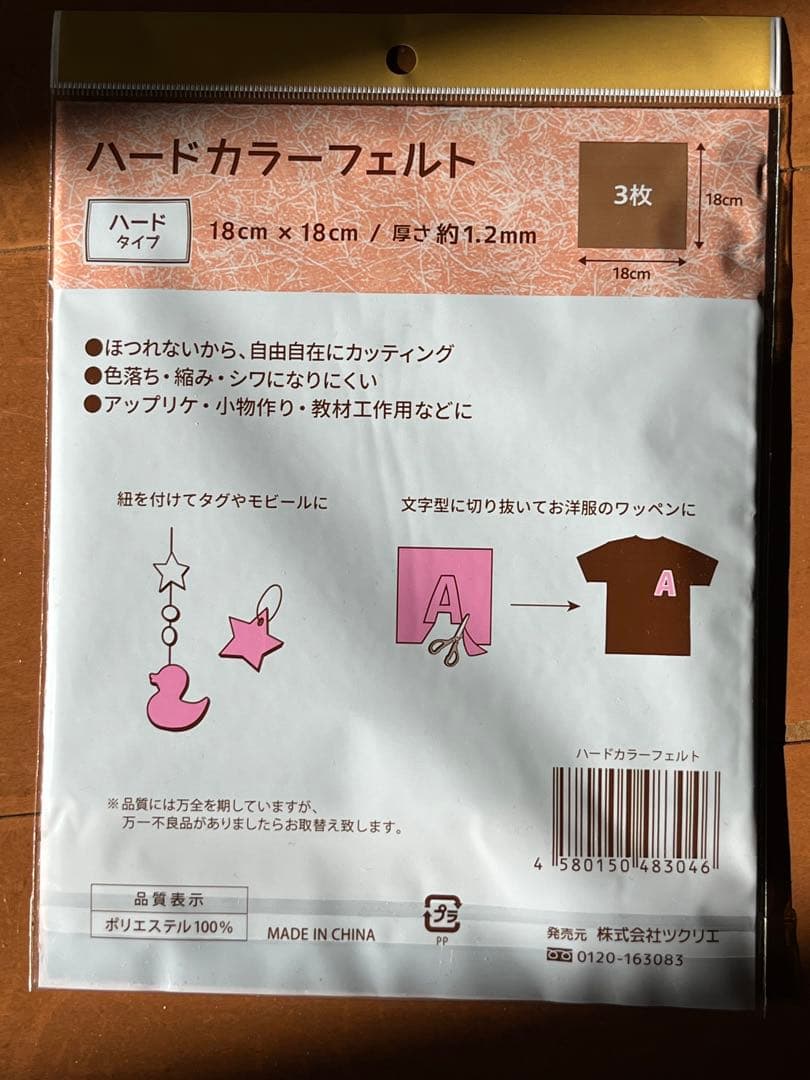 ハードカラーフェルト
ハード
タイプ
18cm × 18cm / 厚さ 約1.2mm
3枚
18cm
18cm
●ほつれないから、自由自在にカッティング
●色落ち・縮み・シワになりにくい
●アップリケ・小物作り・教材工作用などに
紐を付けてタグやモビールに
文字型に切り抜いてお洋服のワッペンに
A
A
ハードカラーフェルト
4 580150 483046
※品質には万全を期していますが、
万一不良品がありましたらお取替え致します。
品質表示
ポリエステル100%
MADE IN CHINA
プラ
PP
発売元 株式会社ツクリエ
0120-163083